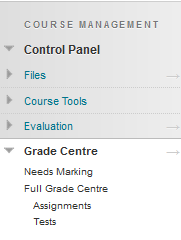 COURSE MANAGEMENT
Control Panel
Files
Course Tools
Evaluation
Grade Centre
Needs Marking
Full Grade Centre
Assignments
Tests